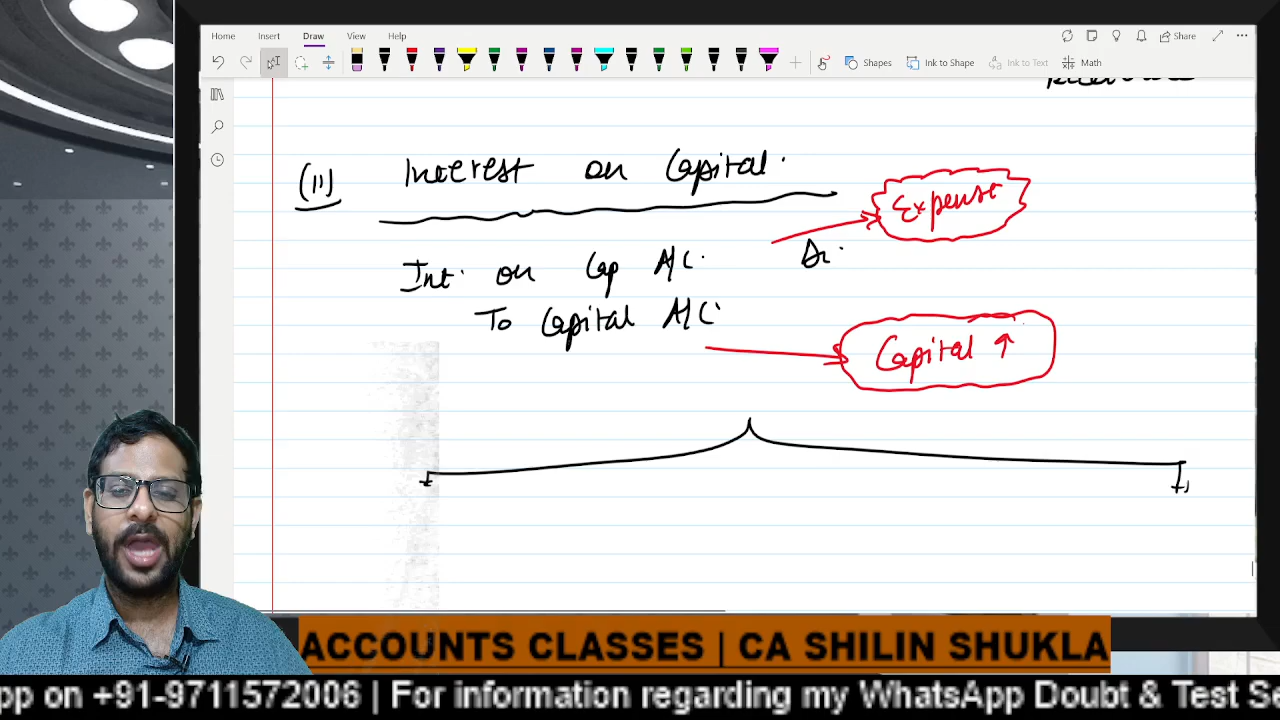 Home Insert Draw View Help
Share
Shapes Ink to Shape Ink to Text Math
(11) Interest on Capital.
Expense
Int. on Cap A/C. Dr.
To Capital A/C
Capital ↑
ACCOUNTS CLASSES | CA SHILIN SHUKLA
pp on +91-9711572006 | For information regarding my WhatsApp Doubt & Test Se